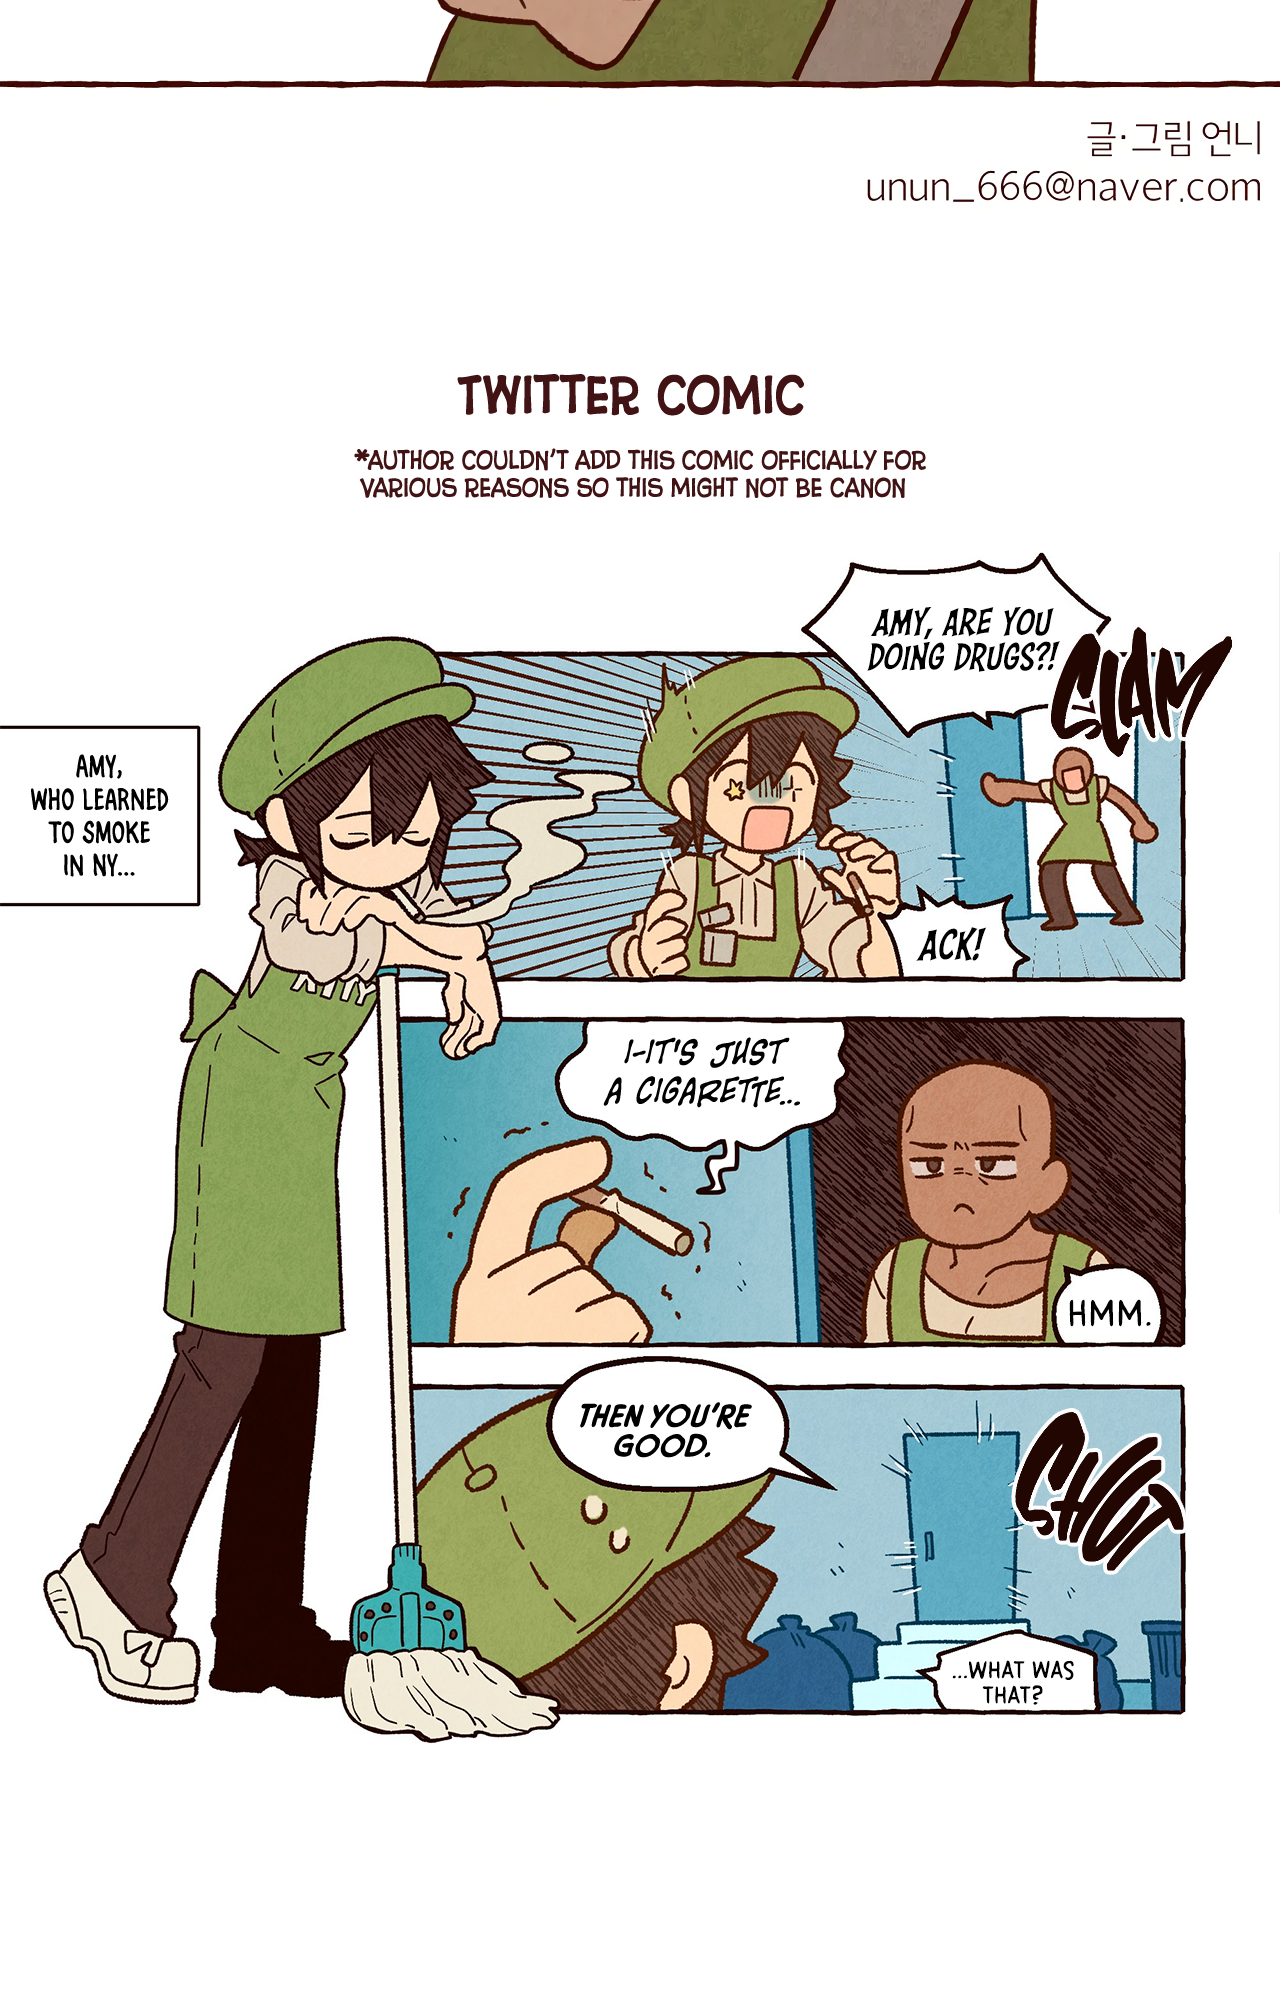 글·그림 언니
unun_666@naver.com
TWITTER COMIC
*AUTHOR COULDN'T ADD THIS COMIC OFFICIALLY FOR
VARIOUS REASONS SO THIS MIGHT NOT BE CANON
AMY, ARE YOU
DOING DRUGS?!
SLAM
AMY,
WHO LEARNED
TO SMOKE
IN NY...
ACK!
I-IT'S JUST
A CIGARETTE...
HMM.
THEN YOU'RE
GOOD.
SHUT
...WHAT WAS
THAT?